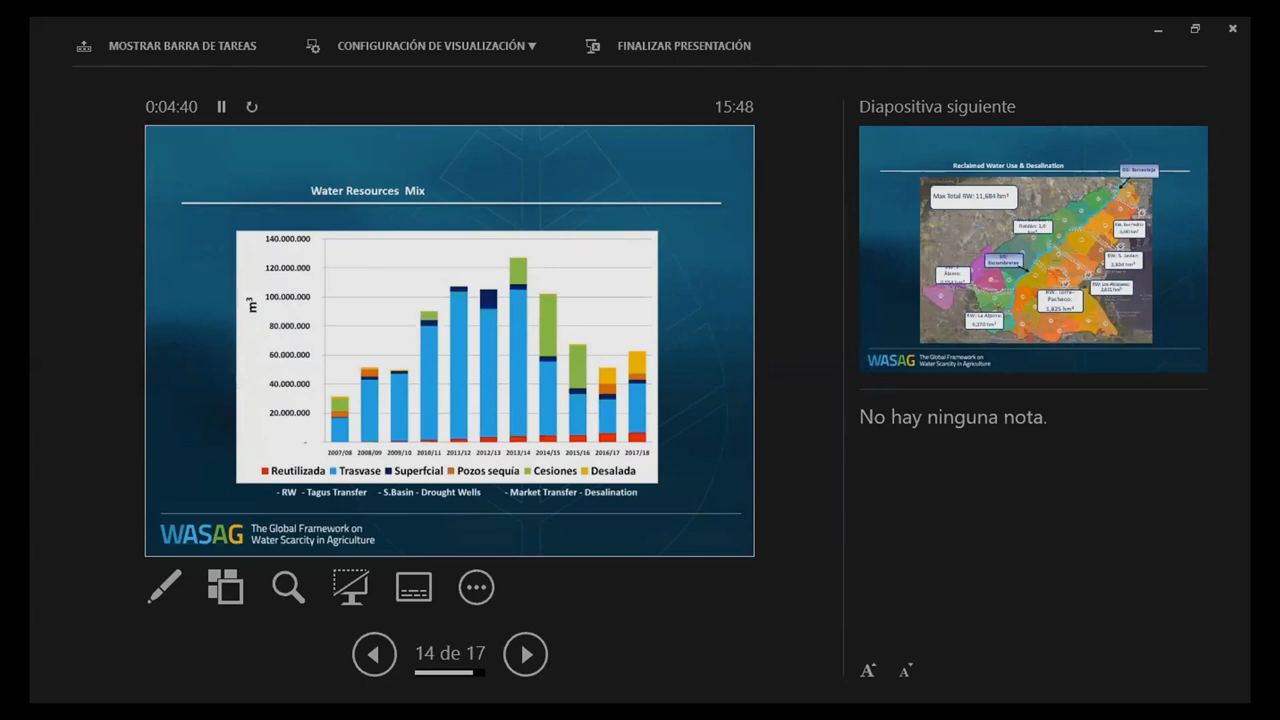 MOSTRAR BARRA DE TAREAS
CONFIGURACIÓN DE VISUALIZACIÓN ▼
FINALIZAR PRESENTACIÓN
0:04:40
15:48
Water Resources Mix
140.000.000
120.000.000
100.000.000
80.000.000
60.000.000
40.000.000
20.000.000
-
m³
2007/08 2008/09 2009/10 2010/11 2011/12 2012/13 2013/14 2014/15 2015/16 2016/17 2017/18
Reutilizada Trasvase Superfcial Pozos sequía Cesiones Desalada
- RW - Tagus Transfer - S.Basin - Drought Wells - Market Transfer - Desalination
WASAG The Global Framework on
Water Scarcity in Agriculture
14 de 17
Diapositiva siguiente
Reclaimed Water Use & Desalination
Max Total RW: 11,684 hm³
WASAG The Global Framework on
Water Scarcity in Agriculture
No hay ninguna nota.
A A